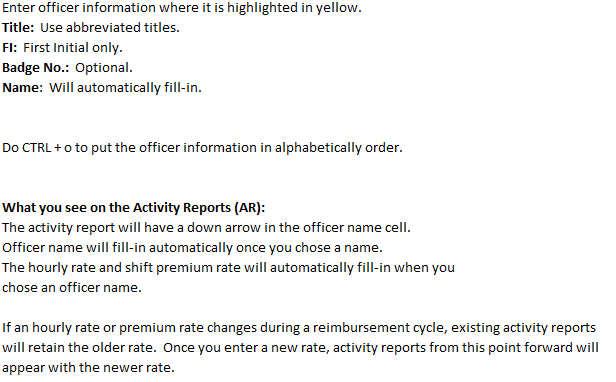 Enter officer information where it is highlighted in yellow.
Title:  Use abbreviated titles.
FI:  First Initial only.
Badge No.:  Optional.
Name:  Will automatically fill-in.
Do CTRL + o to put the officer information in alphabetically order.
What you see on the Activity Reports (AR):
The activity report will have a down arrow in the officer name cell.
Officer name will fill-in automatically once you chose a name.
The hourly rate and shift premium rate will automatically fill-in when you
chose an officer name.
If an hourly rate or premium rate changes during a reimbursement cycle, existing activity reports
will retain the older rate.  Once you enter a new rate, activity reports from this point forward will
appear with the newer rate.